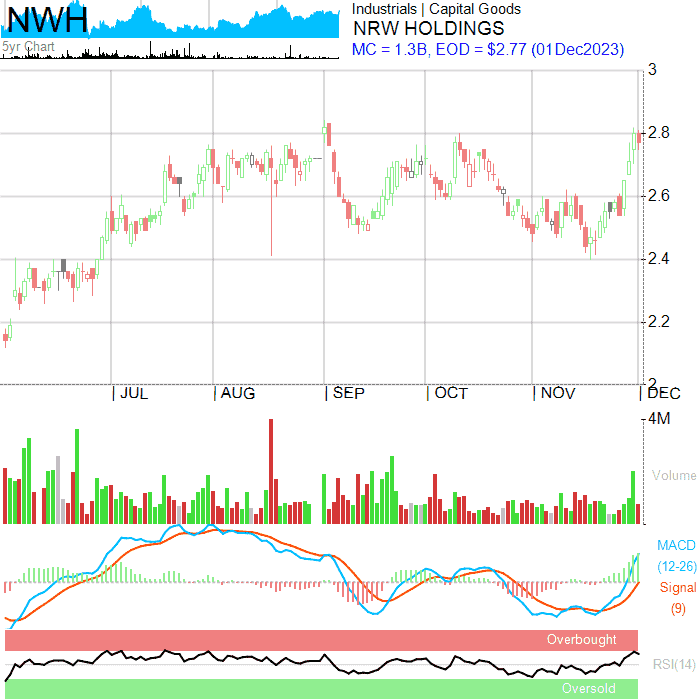 NWH
Industrials | Capital Goods
NRW HOLDINGS
5yr Chart
MC = 1.3B, EOD = $2.77 (01Dec2023)
3
2.8
2.6
2.4
2.2
2
JUL AUG SEP OCT NOV DEC
4M
Volume
MACD
(12-26)
Signal
(9)
Overbought
RSI(14)
Oversold